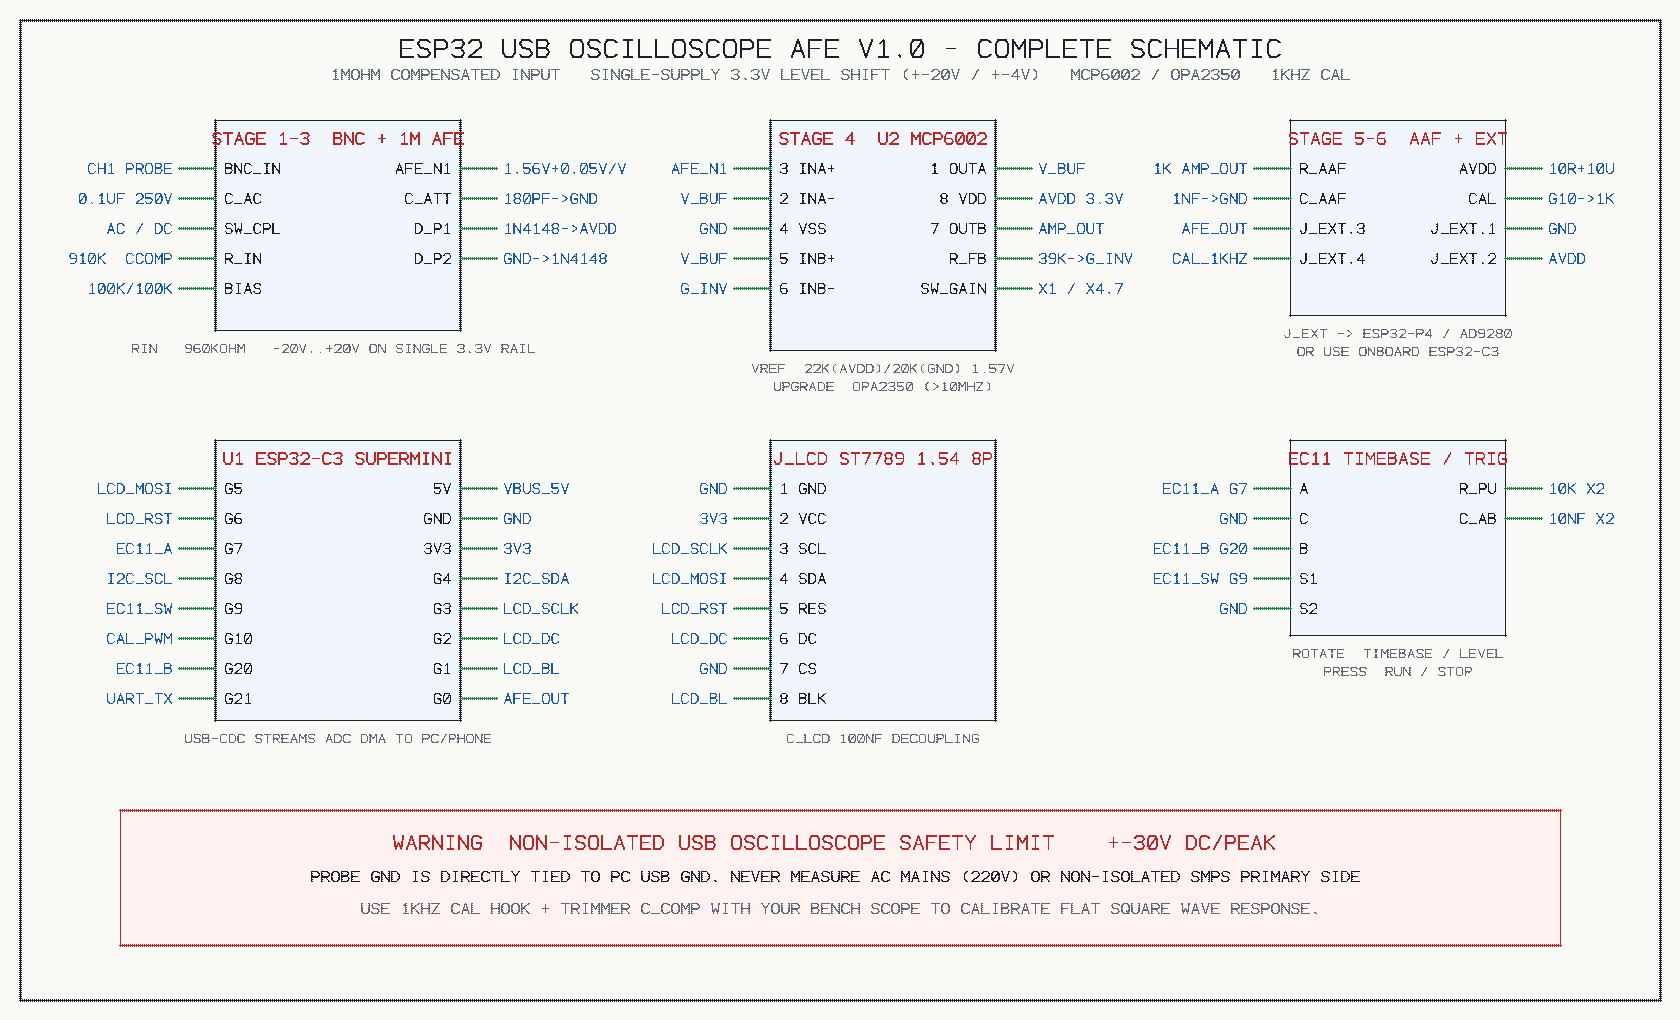 ESP32 USB OSCILLOSCOPE AFE V1.0 - COMPLETE SCHEMATIC
1MOHM COMPENSATED INPUT   SINGLE-SUPPLY 3.3V LEVEL SHIFT (+-20V / +-4V)   MCP6002 / OPA2350   1KHZ CAL
STAGE 1-3  BNC + 1M AFE
CH1 PROBE BNC_IN AFE_N1 1.56V+0.05V/V
0.1UF 250V C_AC C_ATT 180PF->GND
AC / DC SW_CPL D_P1 1N4148->AVDD
910K  CCOMP R_IN D_P2 GND->1N4148
100K/100K BIAS
RIN   960KOHM   -20V..+20V ON SINGLE 3.3V RAIL
STAGE 4  U2 MCP6002
AFE_N1 3 INA+ 1 OUTA V_BUF
V_BUF 2 INA- 8 VDD AVDD 3.3V
GND 4 VSS 7 OUTB AMP_OUT
V_BUF 5 INB+ R_FB 39K->G_INV
G_INV 6 INB- SW_GAIN X1 / X4.7
VREF  22K(AVDD)/20K(GND) 1.57V
UPGRADE  OPA2350 (>10MHZ)
STAGE 5-6  AAF + EXT
1K AMP_OUT R_AAF AVDD 10R+10U
1NF->GND C_AAF CAL G10->1K
AFE_OUT J_EXT.3 J_EXT.1 GND
CAL_1KHZ J_EXT.4 J_EXT.2 AVDD
J_EXT -> ESP32-P4 / AD9280
OR USE ONBOARD ESP32-C3
U1 ESP32-C3 SUPERMINI
LCD_MOSI G5 5V VBUS_5V
LCD_RST G6 GND GND
EC11_A G7 3V3 3V3
I2C_SCL G8 G4 I2C_SDA
EC11_SW G9 G3 LCD_SCLK
CAL_PWM G10 G2 LCD_DC
EC11_B G20 G1 LCD_BL
UART_TX G21 G0 AFE_OUT
USB-CDC STREAMS ADC DMA TO PC/PHONE
J_LCD ST7789 1.54 8P
GND 1 GND
3V3 2 VCC
LCD_SCLK 3 SCL
LCD_MOSI 4 SDA
LCD_RST 5 RES
LCD_DC 6 DC
GND 7 CS
LCD_BL 8 BLK
C_LCD 100NF DECOUPLING
EC11 TIMEBASE / TRIG
EC11_A G7 A R_PU 10K X2
GND C C_AB 10NF X2
EC11_B G20 B
EC11_SW G9 S1
GND S2
ROTATE  TIMEBASE / LEVEL
PRESS  RUN / STOP
WARNING  NON-ISOLATED USB OSCILLOSCOPE SAFETY LIMIT    +-30V DC/PEAK
PROBE GND IS DIRECTLY TIED TO PC USB GND. NEVER MEASURE AC MAINS (220V) OR NON-ISOLATED SMPS PRIMARY SIDE
USE 1KHZ CAL HOOK + TRIMMER C_COMP WITH YOUR BENCH SCOPE TO CALIBRATE FLAT SQUARE WAVE RESPONSE.